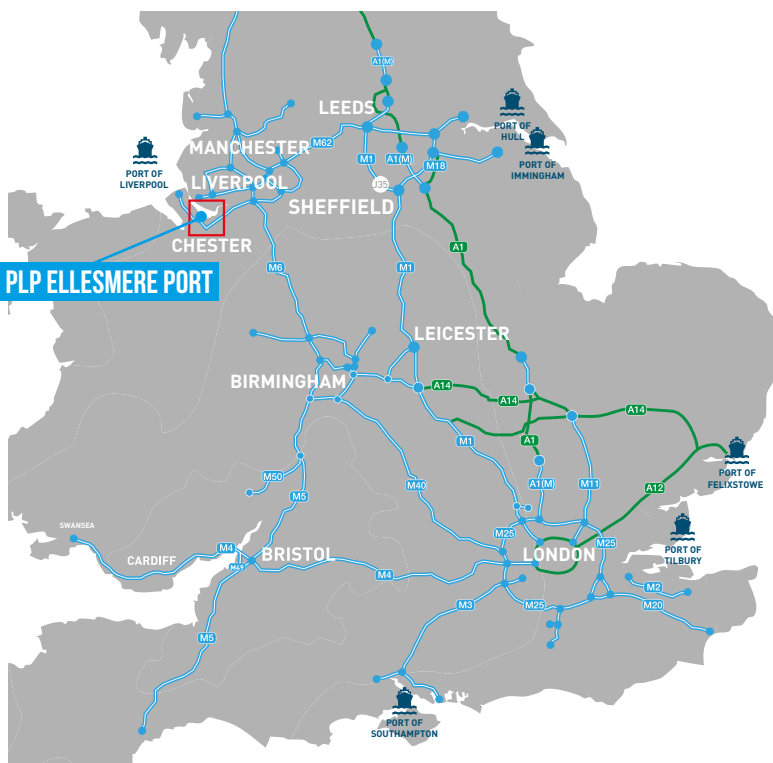 A1(M)
LEEDS
PORT OF
HULL
MANCHESTER
M62
M1
A1(M)
M18
PORT OF
IMMINGHAM
PORT OF
LIVERPOOL
LIVERPOOL
J35
SHEFFIELD
CHESTER
A1
M6
M1
PLP ELLESMERE PORT
LEICESTER
BIRMINGHAM
A14
A14
A14
M1
A1
PORT OF
FELIXSTOWE
M50
M5
M40
A1(M)
M11
A12
SWANSEA
M25
PORT OF
TILBURY
M4
M49
BRISTOL
CARDIFF
LONDON
M25
M4
M2
M3
M25
M20
M5
PORT OF
SOUTHAMPTON